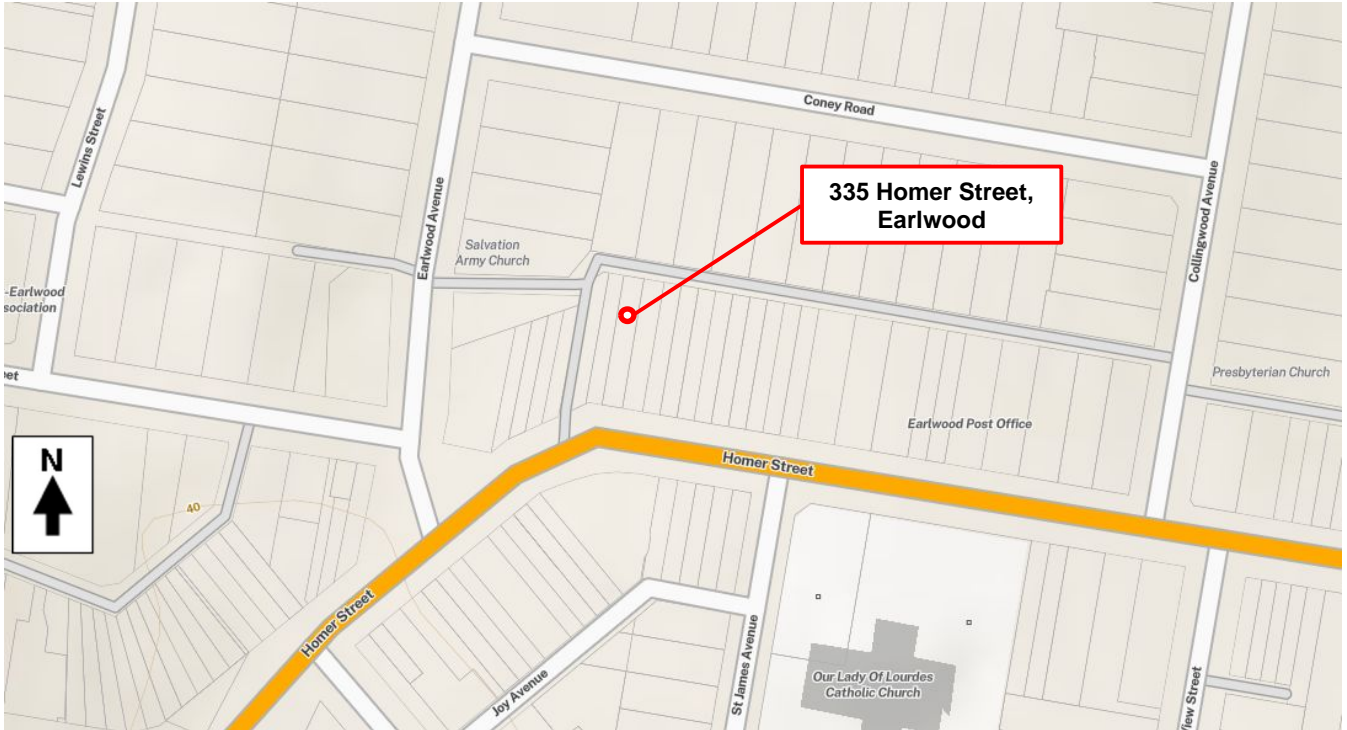 Coney Road
Lewins Street
335 Homer Street,
Earlwood
Earlwood Avenue
Collingwood Avenue
Salvation
Army Church
-Earlwood
sociation
et
Presbyterian Church
Earlwood Post Office
N
Homer Street
40
Homer Street
Our Lady Of Lourdes
Catholic Church
St James Avenue
Joy Avenue
View Street